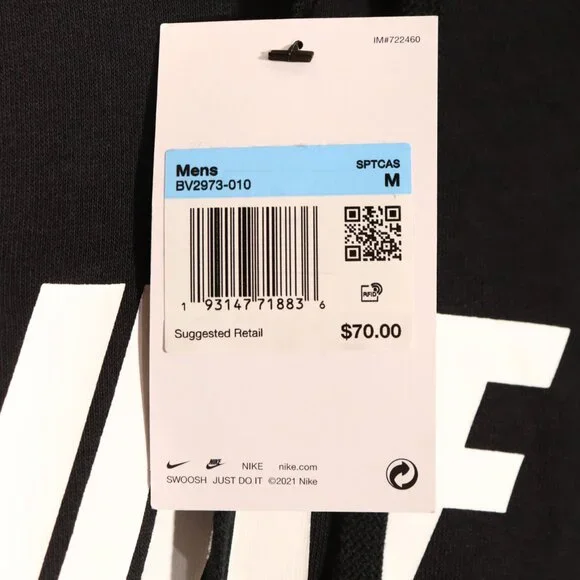 IM#722460
Mens SPTCAS
BV2973-010 M
1 93147 71883 6
RFID
Suggested Retail $70.00
NIKE NIKE nike.com
SWOOSH JUST DO IT ©2021 Nike